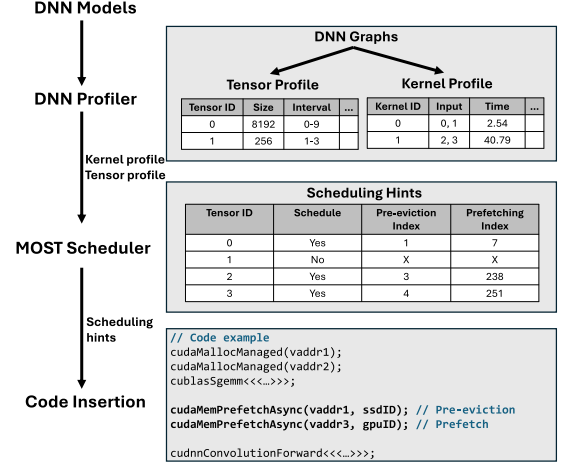 DNN Models
DNN Profiler
Kernel profile
Tensor profile
MOST Scheduler
Scheduling
hints
Code Insertion
DNN Graphs
Tensor Profile
Tensor ID Size Interval ...
0 8192 0-9
1 256 1-3
Kernel Profile
Kernel ID Input Time ...
0 0, 1 2.54
1 2, 3 40.79
Scheduling Hints
Tensor ID Schedule Pre-eviction Index Prefetching Index
0 Yes 1 7
1 No X X
2 Yes 3 238
3 Yes 4 251
// Code example
cudaMallocManaged(vaddr1);
cudaMallocManaged(vaddr2);
cublasSgemm<<<…>>>;
cudaMemPrefetchAsync(vaddr1, ssdID); // Pre-eviction
cudaMemPrefetchAsync(vaddr3, gpuID); // Prefetch
cudnnConvolutionForward<<<…>>>;